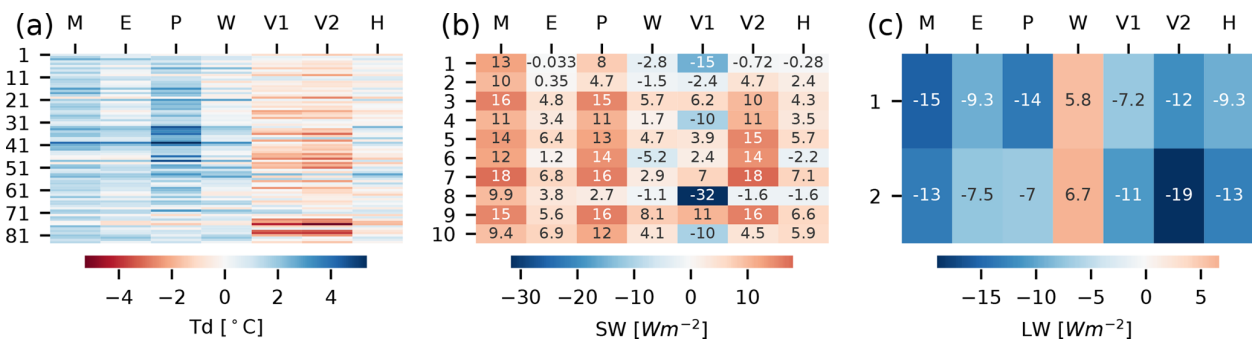 (a)
M E P W V1 V2 H
1
11
21
31
41
51
61
71
81
−4 −2 0 2 4
Td [°C]
(b)
M E P W V1 V2 H
1 13 -0.033 8 -2.8 -15 -0.72 -0.28
2 10 0.35 4.7 -1.5 -2.4 4.7 2.4
3 16 4.8 15 5.7 6.2 10 4.3
4 11 3.4 11 1.7 -10 11 3.5
5 14 6.4 13 4.7 3.9 15 5.7
6 12 1.2 14 -5.2 2.4 14 -2.2
7 18 6.8 16 2.9 7 18 7.1
8 9.9 3.8 2.7 -1.1 -32 -1.6 -1.6
9 15 5.6 16 8.1 11 16 6.6
10 9.4 6.9 12 4.1 -10 4.5 5.9
−30 −20 −10 0 10
SW [Wm⁻²]
(c)
M E P W V1 V2 H
1 -15 -9.3 -14 5.8 -7.2 -12 -9.3
2 -13 -7.5 -7 6.7 -11 -19 -13
−15 −10 −5 0 5
LW [Wm⁻²]